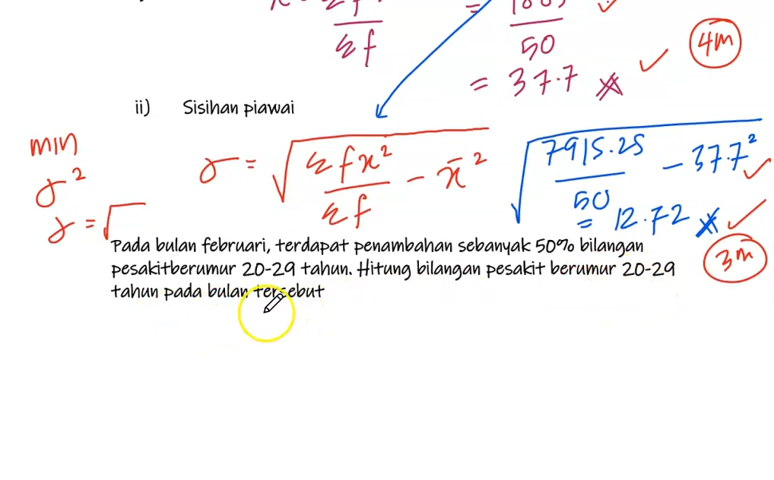 = 
50
Σf
= 37.7
4m
ii) Sisihan piawai
min
σ²
σ = √
σ = √ Σfx² / Σf - x̄²
√ 7915.25 / 50 - 37.7²
= 12.72
3m
Pada bulan februari, terdapat penambahan sebanyak 50% bilangan
pesakitberumur 20-29 tahun. Hitung bilangan pesakit berumur 20-29
tahun pada bulan tersebut